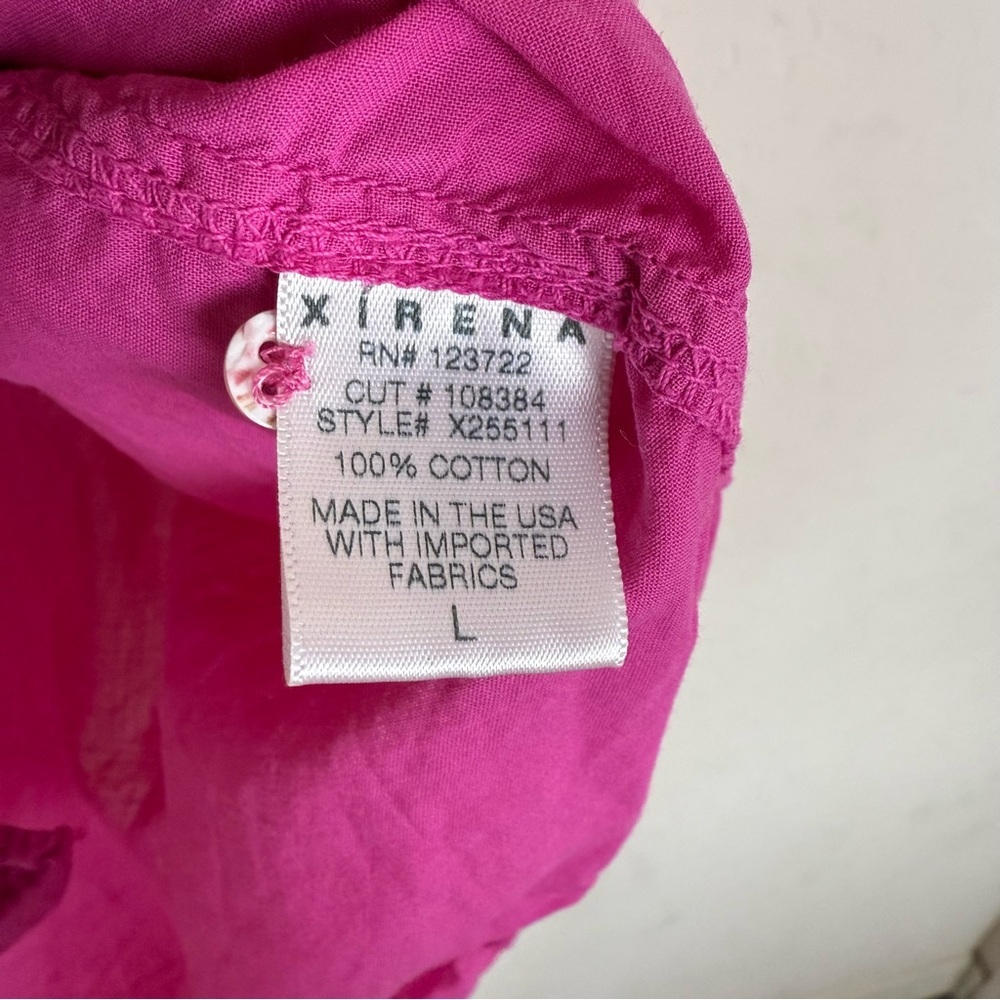 XIRENA
RN# 123722
CUT # 108384
STYLE# X255111
100% COTTON
MADE IN THE USA
WITH IMPORTED
FABRICS
L